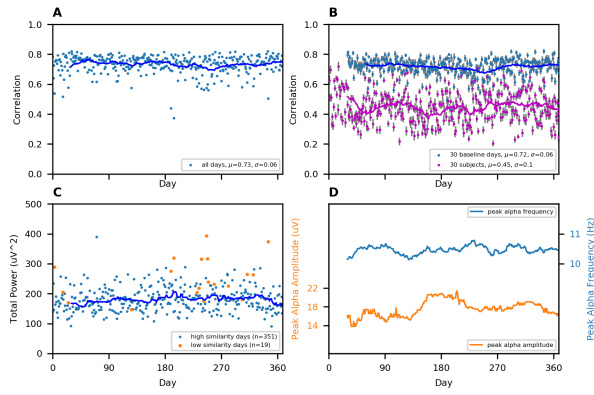 A
1.0
0.8
0.6
0.4
0.2
0.0
Correlation
Day
all days, μ=0.73, σ=0.06
B
1.0
0.8
0.6
0.4
0.2
0.0
Correlation
Day
30 baseline days, μ=0.72, σ=0.06
30 subjects, μ=0.45, σ=0.1
C
500
400
300
200
100
0
Total Power (uV^2)
0
90
180
270
360
Day
high similarity days (n=351)
low similarity days (n=19)
D
peak alpha frequency
22
18
14
Peak Alpha Amplitude (uV)
11
10
Peak Alpha Frequency (Hz)
0
90
180
270
360
Day
peak alpha amplitude